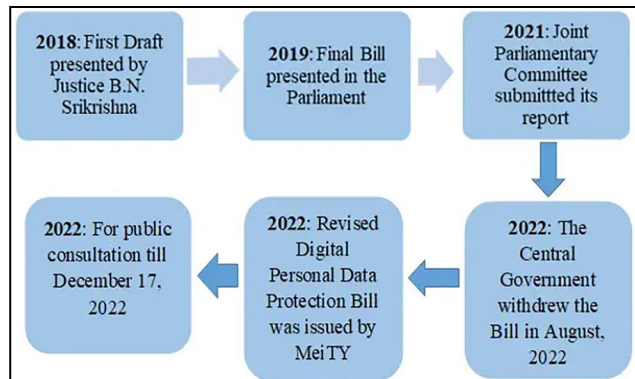 2018: First Draft
presented by
Justice B.N.
Srikrishna
2019: Final Bill
presented in the
Parliament
2021: Joint
Parliamentary
Committee
submittted its
report
2022: The
Central
Government
withdrew the
Bill in August,
2022
2022: Revised
Digital
Personal Data
Protection Bill
was issued by
MeiTY
2022: For public
consultation till
December 17,
2022